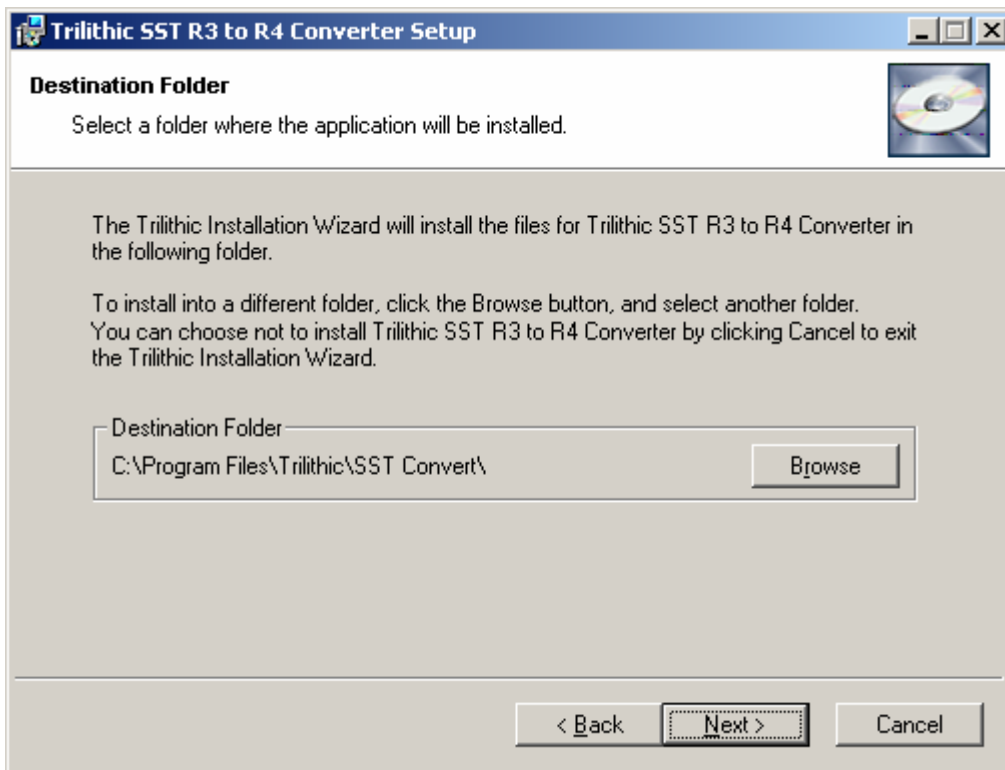 Trilithic SST R3 to R4 Converter Setup
Destination Folder
Select a folder where the application will be installed.
The Trilithic Installation Wizard will install the files for Trilithic SST R3 to R4 Converter in
the following folder.
To install into a different folder, click the Browse button, and select another folder.
You can choose not to install Trilithic SST R3 to R4 Converter by clicking Cancel to exit
the Trilithic Installation Wizard.
Destination Folder
C:\Program Files\Trilithic\SST Convert\
Browse
< Back
Next >
Cancel